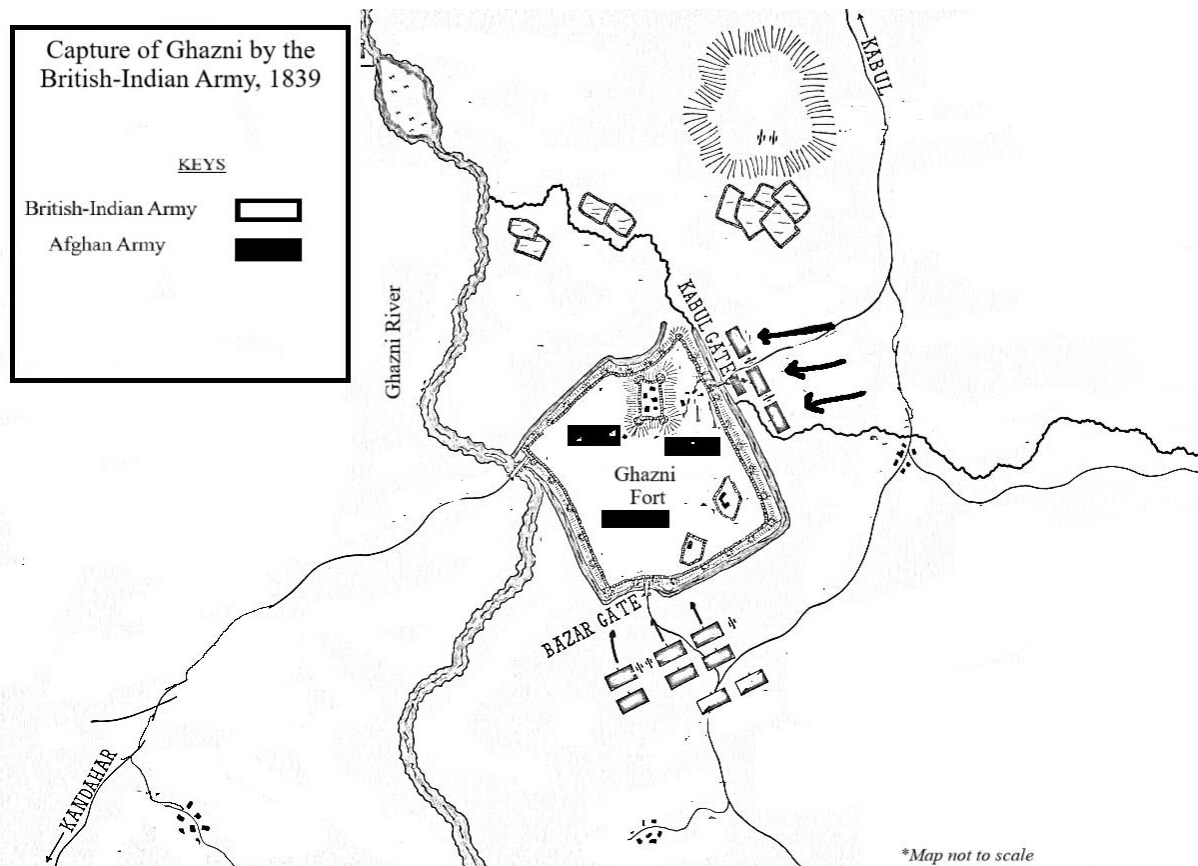 Capture of Ghazni by the
British-Indian Army, 1839
KEYS
British-Indian Army
Afghan Army
KABUL
Ghazni River
KABUL GATE
Ghazni
Fort
BAZAR GATE
KANDAHAR
*Map not to scale